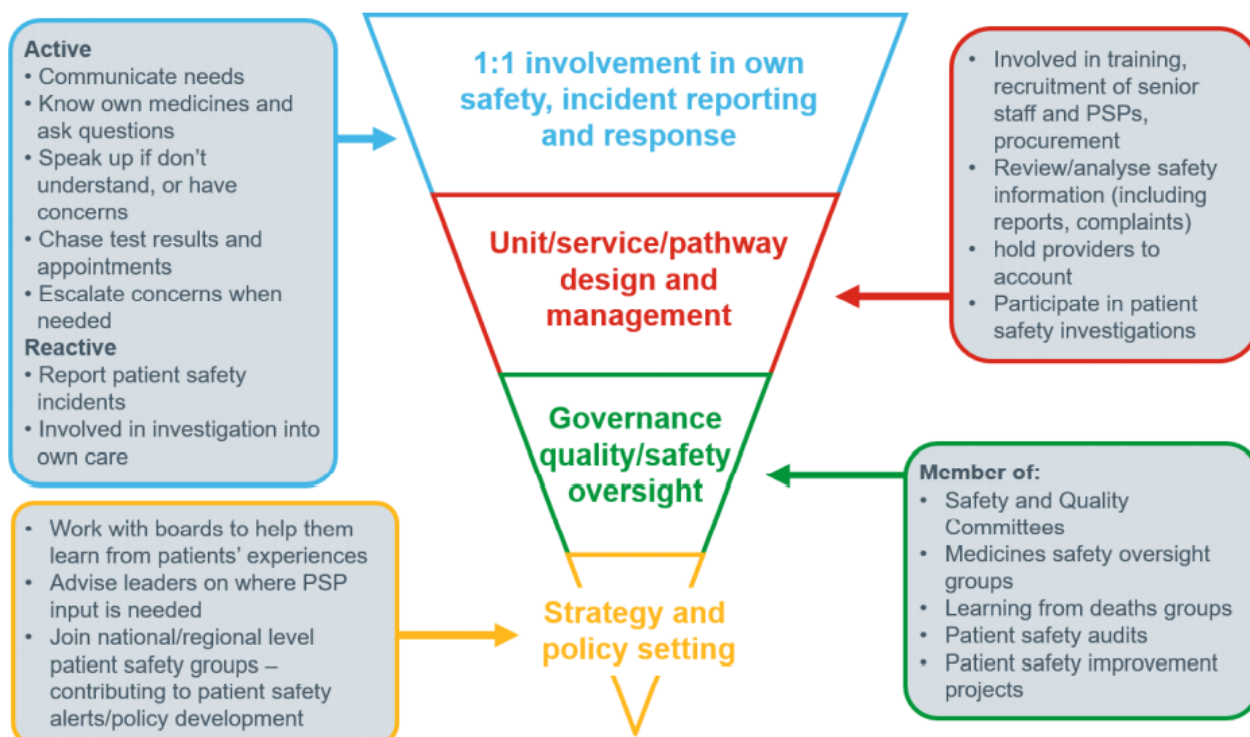 Active
• Communicate needs
• Know own medicines and
ask questions
• Speak up if don't
understand, or have
concerns
• Chase test results and
appointments
• Escalate concerns when
needed
Reactive
• Report patient safety
incidents
• Involved in investigation into
own care
1:1 involvement in own
safety, incident reporting
and response
• Involved in training,
recruitment of senior
staff and PSPs,
procurement
• Review/analyse safety
information (including
reports, complaints)
• hold providers to
account
• Participate in patient
safety investigations
Unit/service/pathway
design and
management
Governance
quality/safety
oversight
Member of:
• Safety and Quality
Committees
• Medicines safety oversight
groups
• Learning from deaths groups
• Patient safety audits
• Patient safety improvement
projects
• Work with boards to help them
learn from patients' experiences
• Advise leaders on where PSP
input is needed
• Join national/regional level
patient safety groups –
contributing to patient safety
alerts/policy development
Strategy and
policy setting